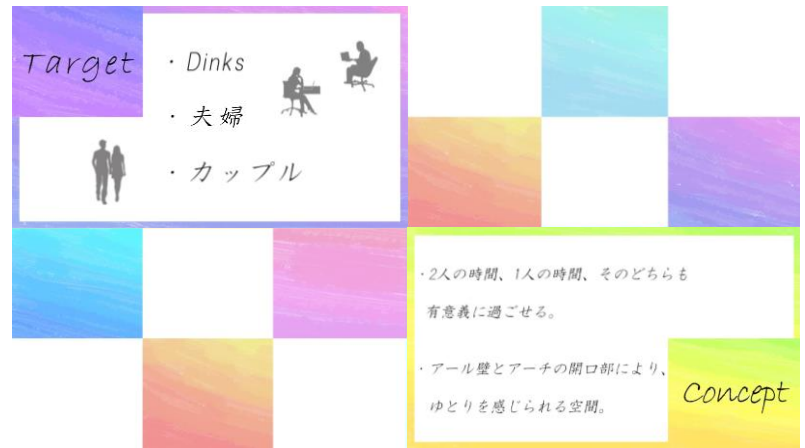 Target
・Dinks
・夫婦
・カップル
・2人の時間、1人の時間、そのどちらも
有意義に過ごせる。
・アール壁とアーチの開口部により、
ゆとりを感じられる空間。
Concept